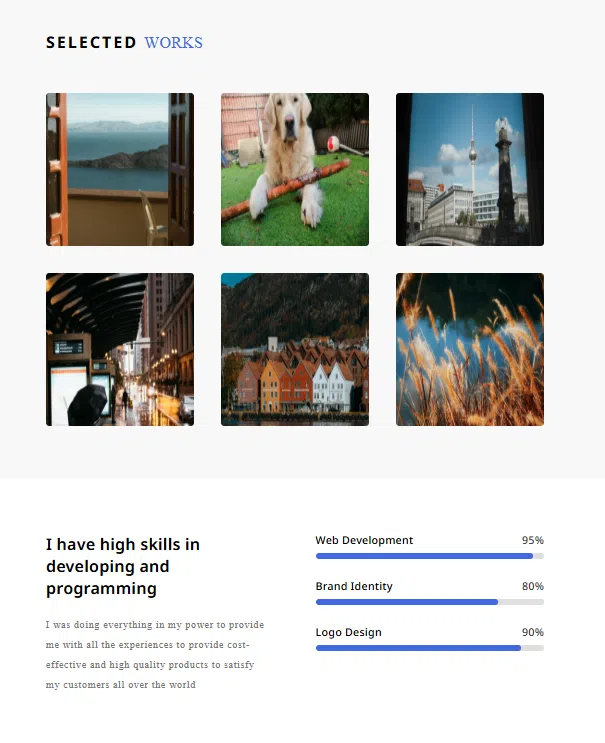 SELECTED WORKS
I have high skills in
developing and
programming
I was doing everything in my power to provide
me with all the experiences to provide cost-
effective and high quality products to satisfy
my customers all over the world
Web Development 95%
Brand Identity 80%
Logo Design 90%